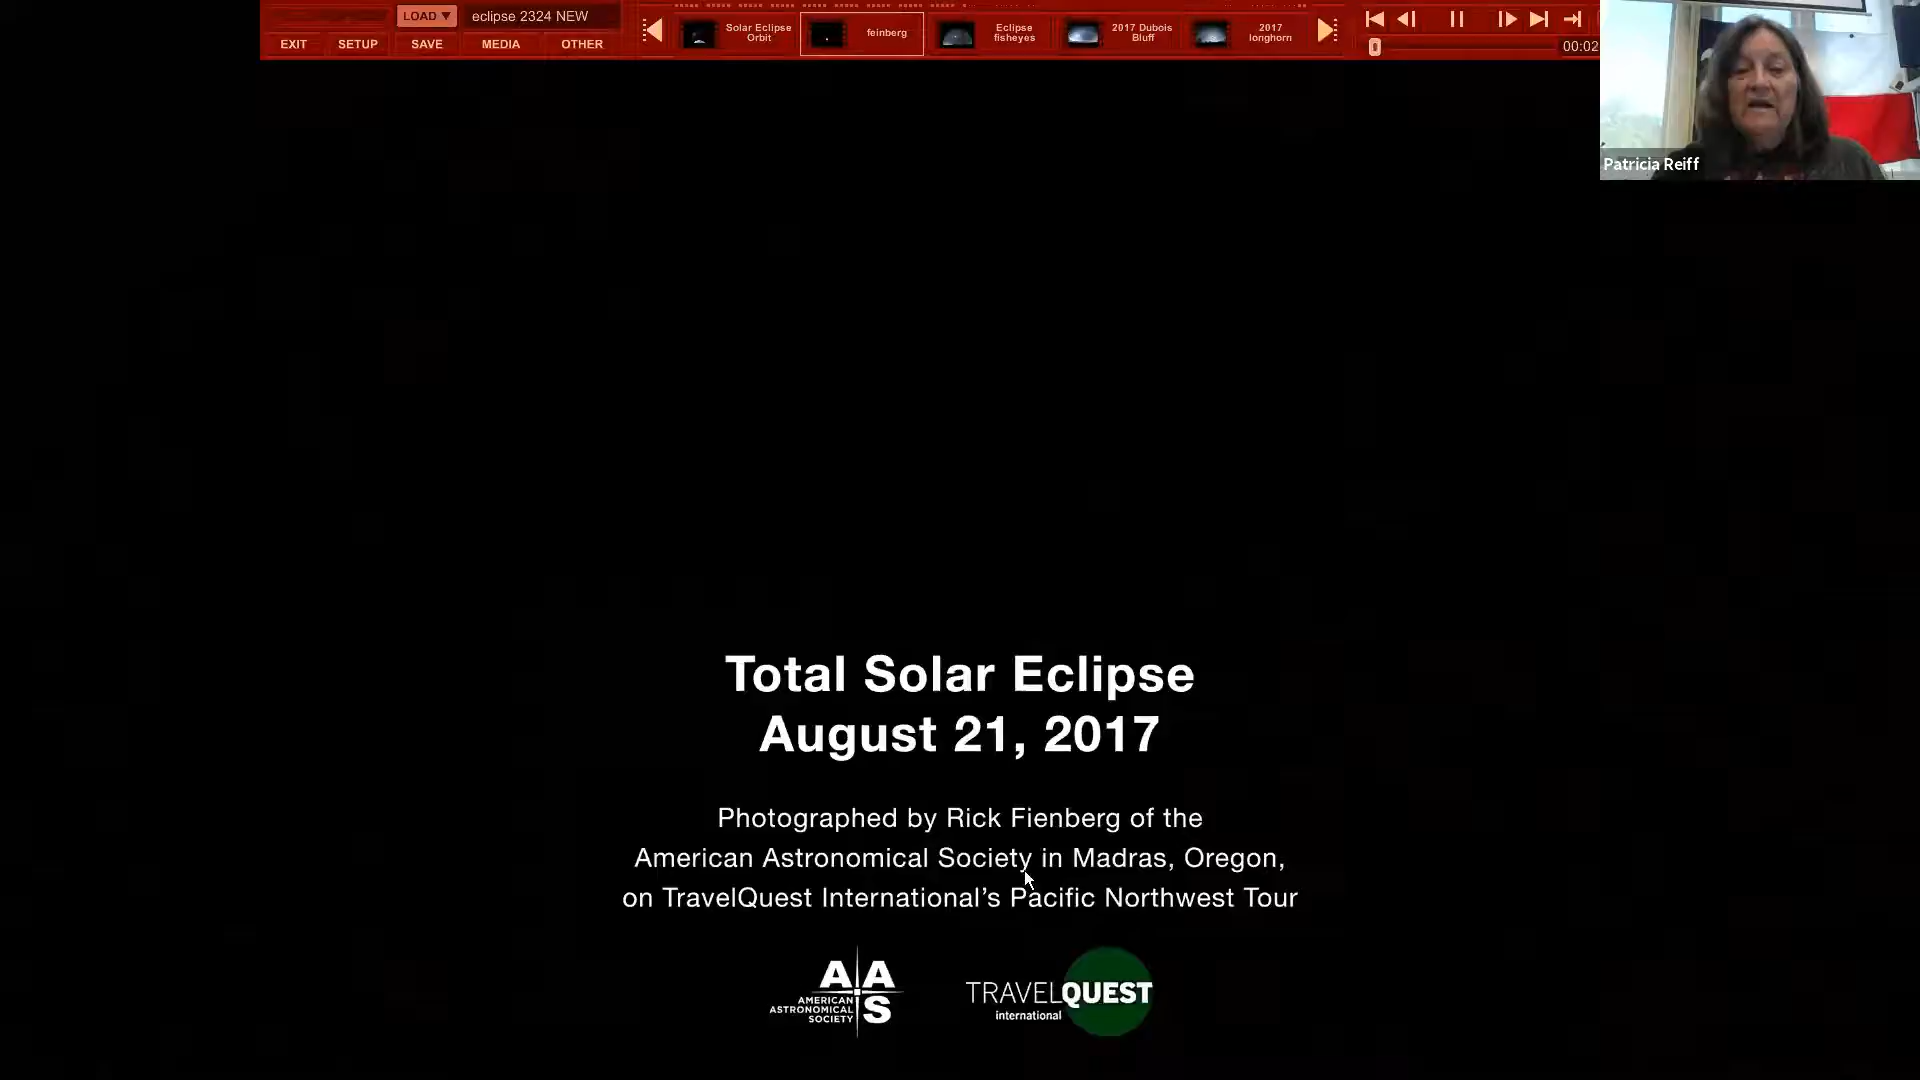 LOAD ▼
eclipse 2324 NEW
EXIT
SETUP
SAVE
MEDIA
OTHER
Solar Eclipse
Orbit
feinberg
Eclipse
fisheyes
2017 Dubois
Bluff
2017
longhorn
00:02
Patricia Reiff
Total Solar Eclipse
August 21, 2017
Photographed by Rick Fienberg of the
American Astronomical Society in Madras, Oregon,
on TravelQuest International’s Pacific Northwest Tour
AAS
AMERICAN
ASTRONOMICAL
SOCIETY
TRAVELQUEST
international